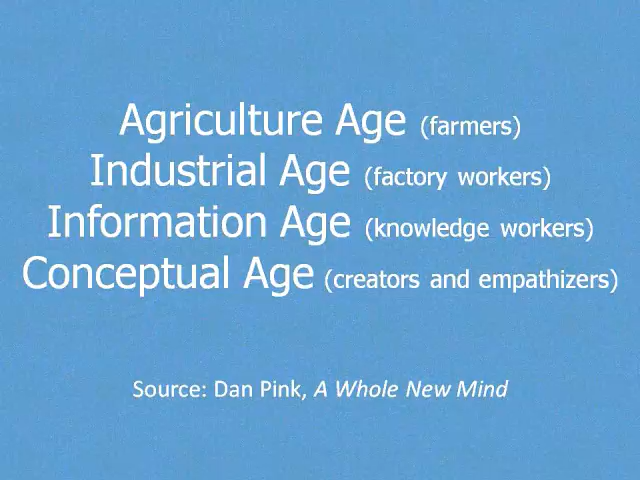 Agriculture Age (farmers)
Industrial Age (factory workers)
Information Age (knowledge workers)
Conceptual Age (creators and empathizers)
Source: Dan Pink, A Whole New Mind